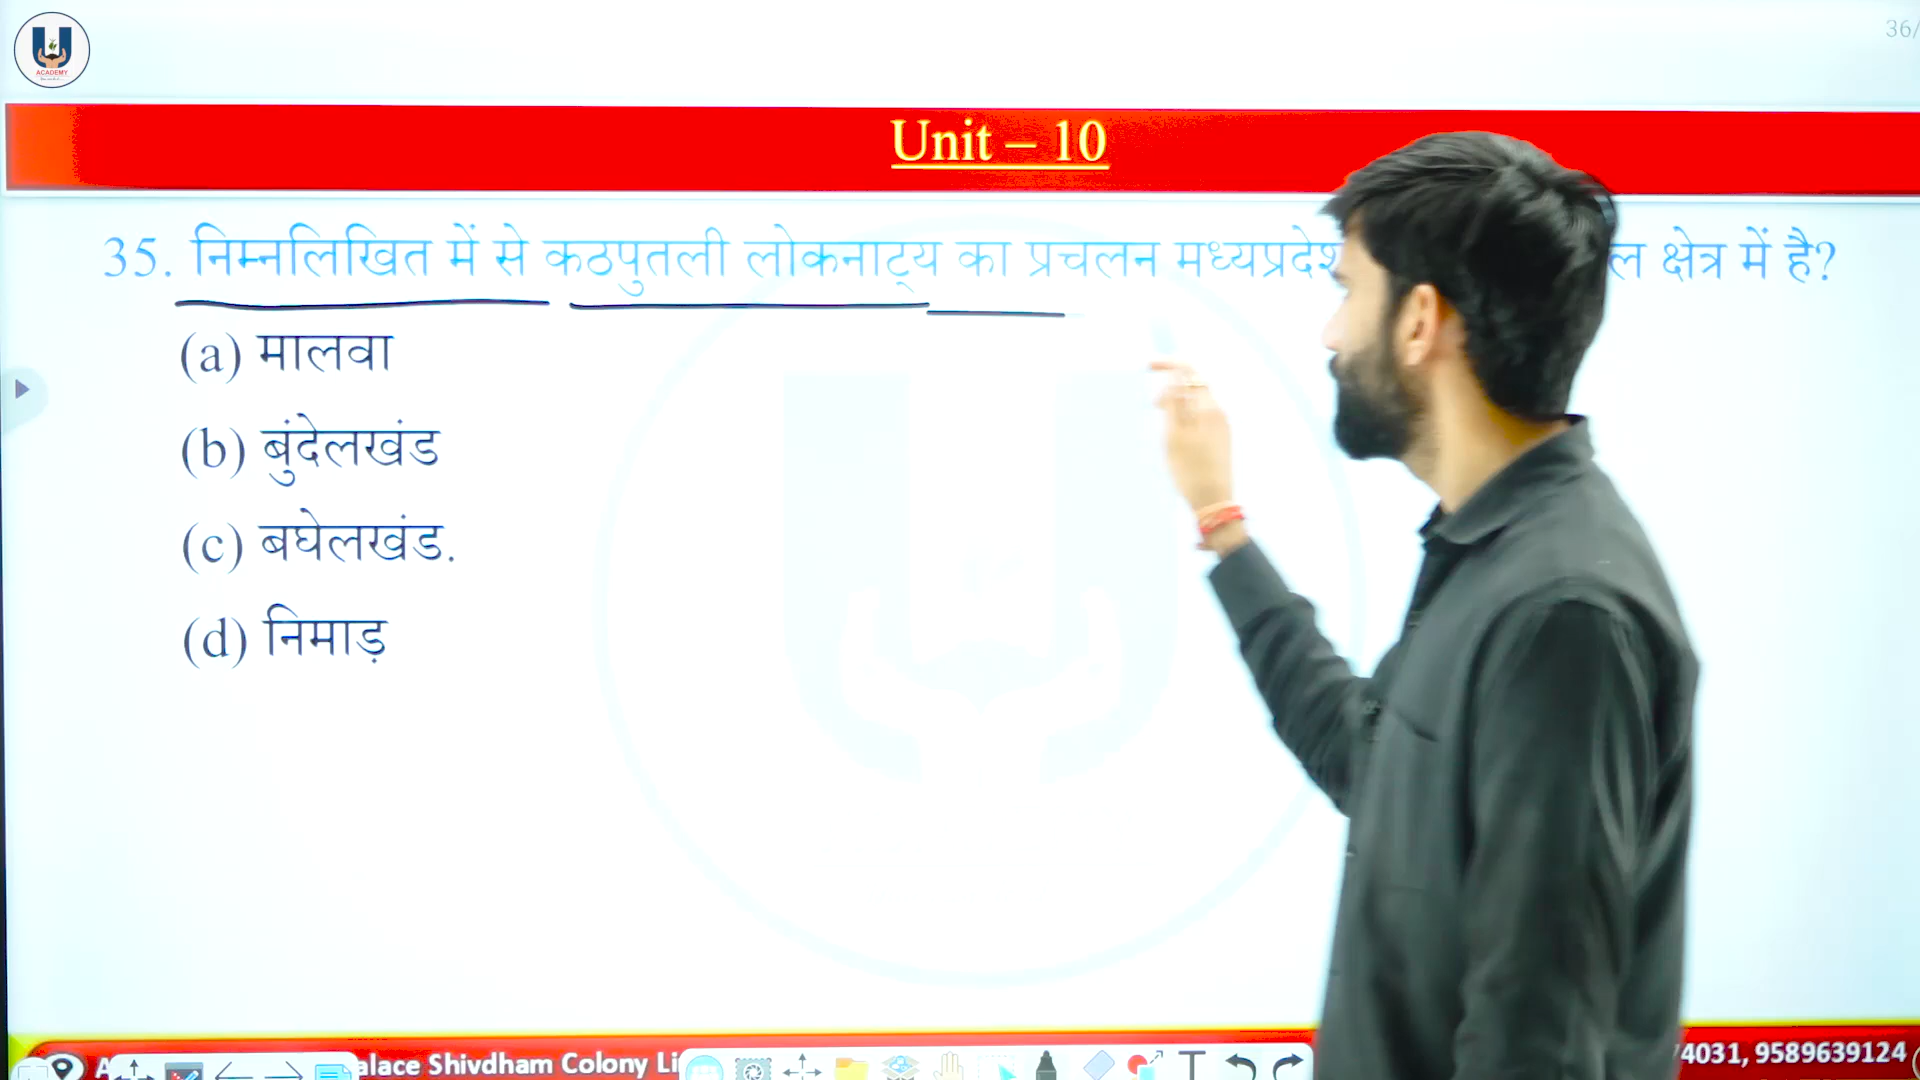 ACADEMY
36/
Unit – 10
35. निम्नलिखित में से कठपुतली लोकनाट्य का प्रचलन मध्यप्रदेश क्षेत्र में है?
(a) मालवा
(b) बुंदेलखंड
(c) बघेलखंड.
(d) निमाड़
alace Shivdham Colony Li
4031, 9589639124